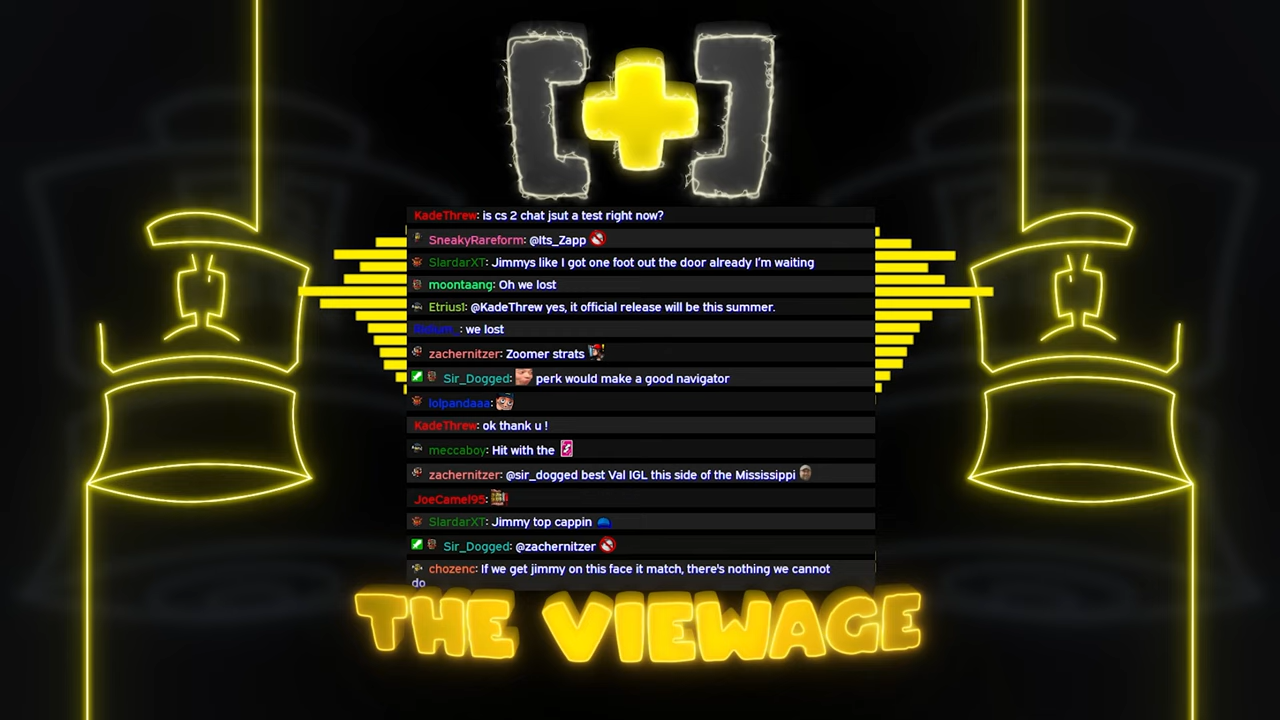 KadeThrew: is cs 2 chat jsut a test right now?
SneakyRareform: @Its_Zapp
SlardarXT: Jimmys like I got one foot out the door already I'm waiting
moontaang: Oh we lost
Etrius1: @KadeThrew yes, it official release will be this summer.
: we lost
zachernitzer: Zoomer strats
Sir_Dogged: perk would make a good navigator
lolpandaaa:
KadeThrew: ok thank u !
meccaboy: Hit with the
zachernitzer: @sir_dogged best Val IGL this side of the Mississippi
JoeCamel95:
SlardarXT: Jimmy top cappin
Sir_Dogged: @zachernitzer
chozenc: If we get jimmy on this face it match, there's nothing we cannot
do
THE VIEWAGE